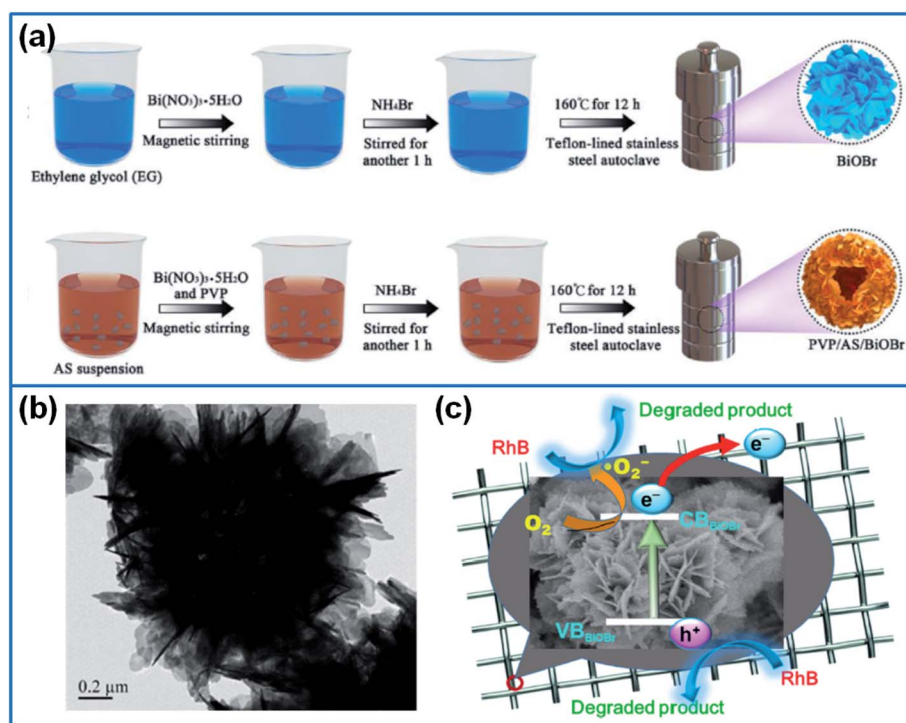 (a)
Bi(NO₃)₃·5H₂O
Magnetic stirring
NH₄Br
Stirred for
another 1 h
160℃ for 12 h
Teflon-lined stainless
steel autoclave
Ethylene glycol (EG)
BiOBr
Bi(NO₃)₃·5H₂O
and PVP
Magnetic stirring
NH₄Br
Stirred for
another 1 h
160℃ for 12 h
Teflon-lined stainless
steel autoclave
AS suspension
PVP/AS/BiOBr
(b)
0.2 µm
(c)
Degraded product
RhB
e⁻
•O₂⁻
e⁻
O₂
CB_BiOBr
VB_BiOBr
h⁺
RhB
Degraded product